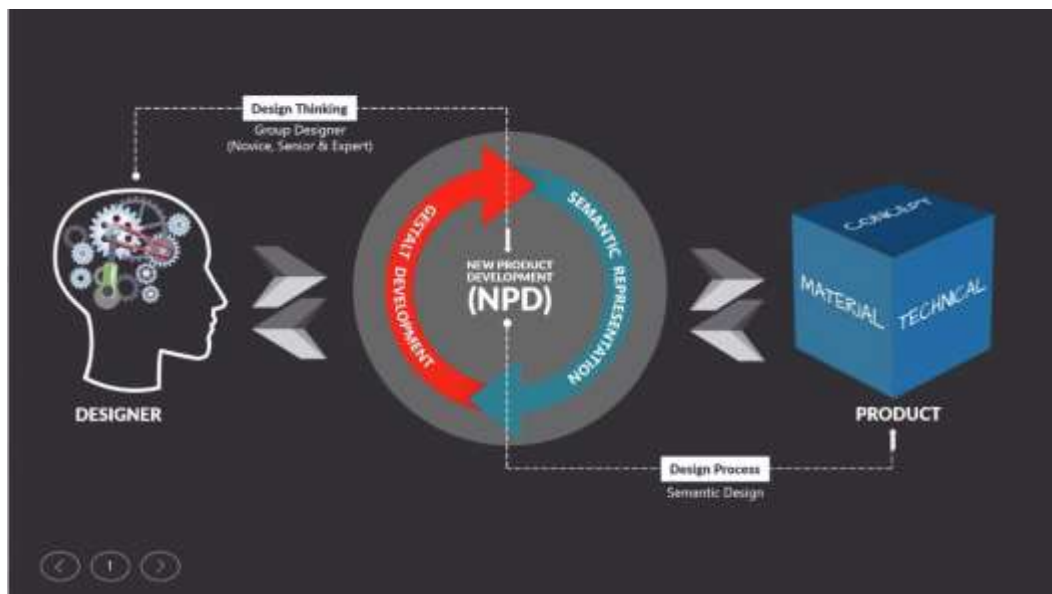 Design Thinking
Group Designer
(Novice, Senior & Expert)
GESTALT DEVELOPMENT
SEMANTIC REPRESENTATION
NEW PRODUCT
DEVELOPMENT
(NPD)
CONCEPT
MATERIAL
TECHNICAL
DESIGNER
PRODUCT
Design Process
Semantic Design
1